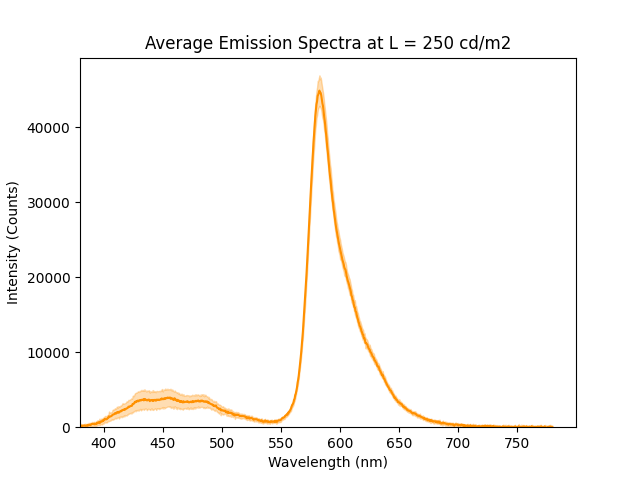 Average Emission Spectra at L = 250 cd/m2
Intensity (Counts)
40000
30000
20000
10000
0
400 450 500 550 600 650 700 750
Wavelength (nm)